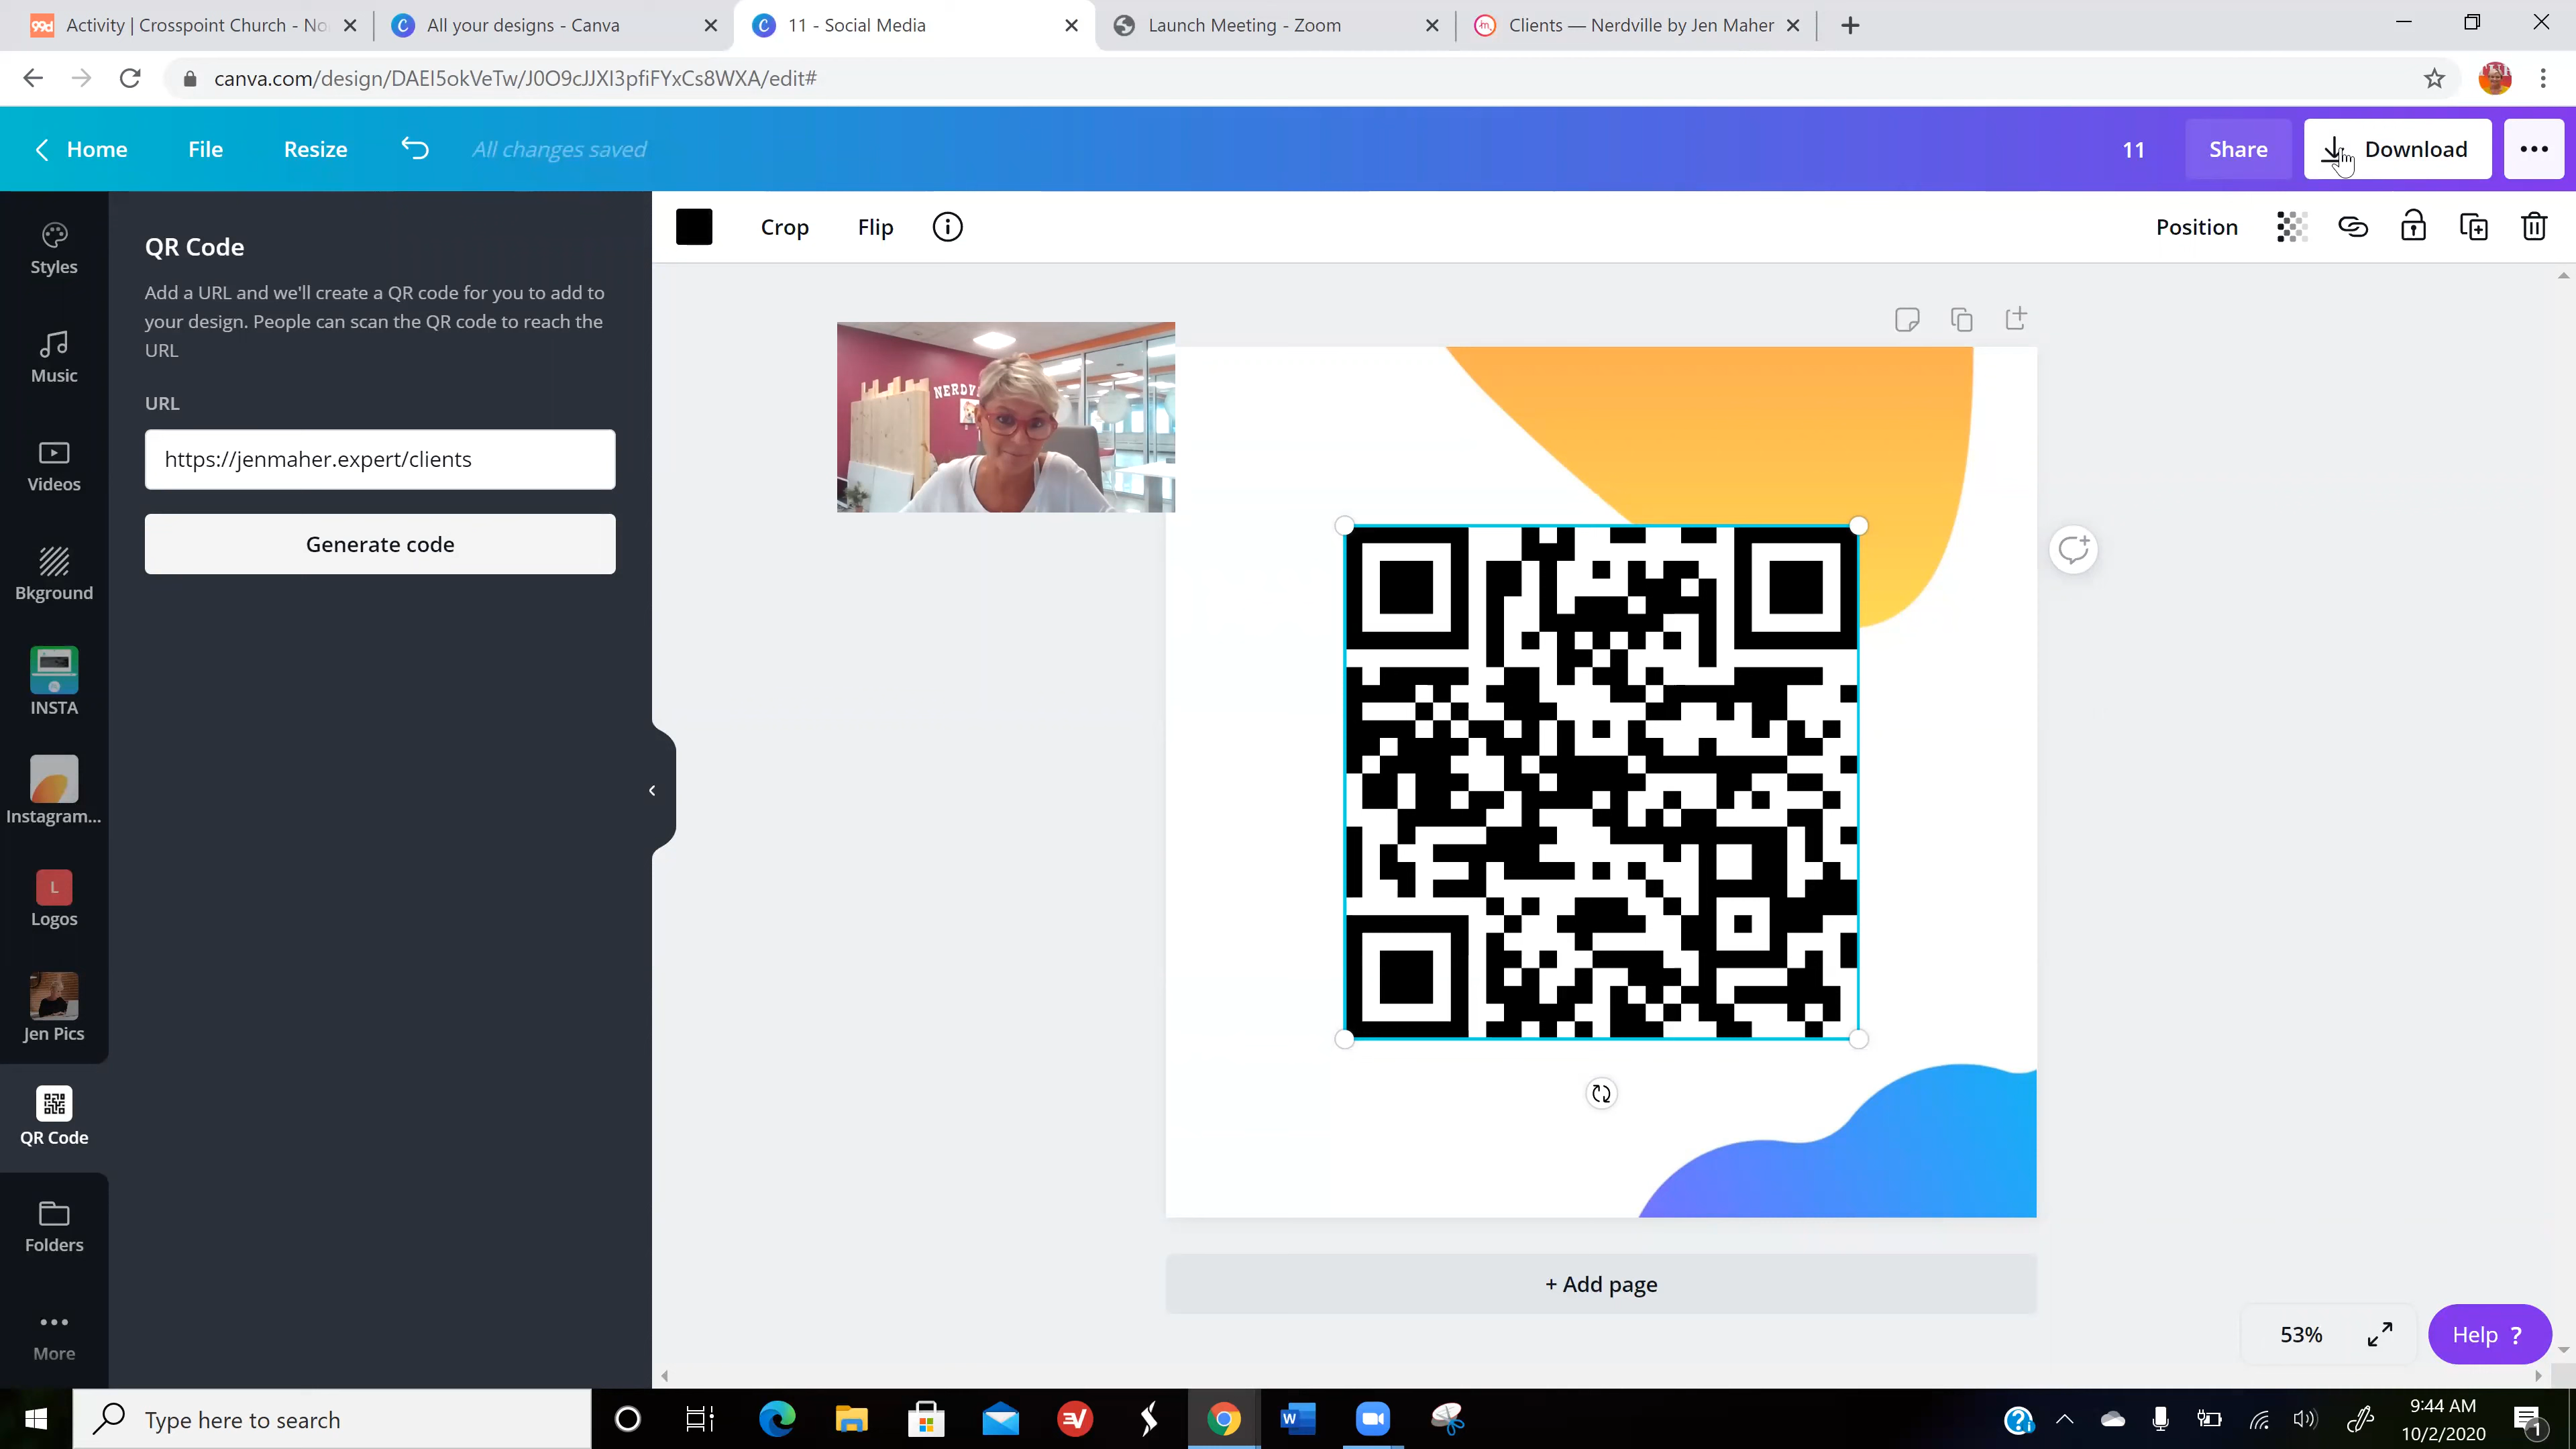 99d Activity | Crosspoint Church - No
C All your designs - Canva
C 11 - Social Media
Launch Meeting - Zoom
m Clients — Nerdville by Jen Maher
canva.com/design/DAEI5okVeTw/J0O9cJJXI3pfiFYxCs8WXA/edit#
Home File Resize All changes saved 11 Share Download
Crop Flip Position
Styles
Music
Videos
Bkground
INSTA
Instagram...
L
Logos
Jen Pics
QR Code
Folders
More
QR Code
Add a URL and we'll create a QR code for you to add to
your design. People can scan the QR code to reach the
URL
URL
https://jenmaher.expert/clients
Generate code
NERDV
+ Add page
53%
Help ?
Type here to search
W
9:44 AM
10/2/2020
1